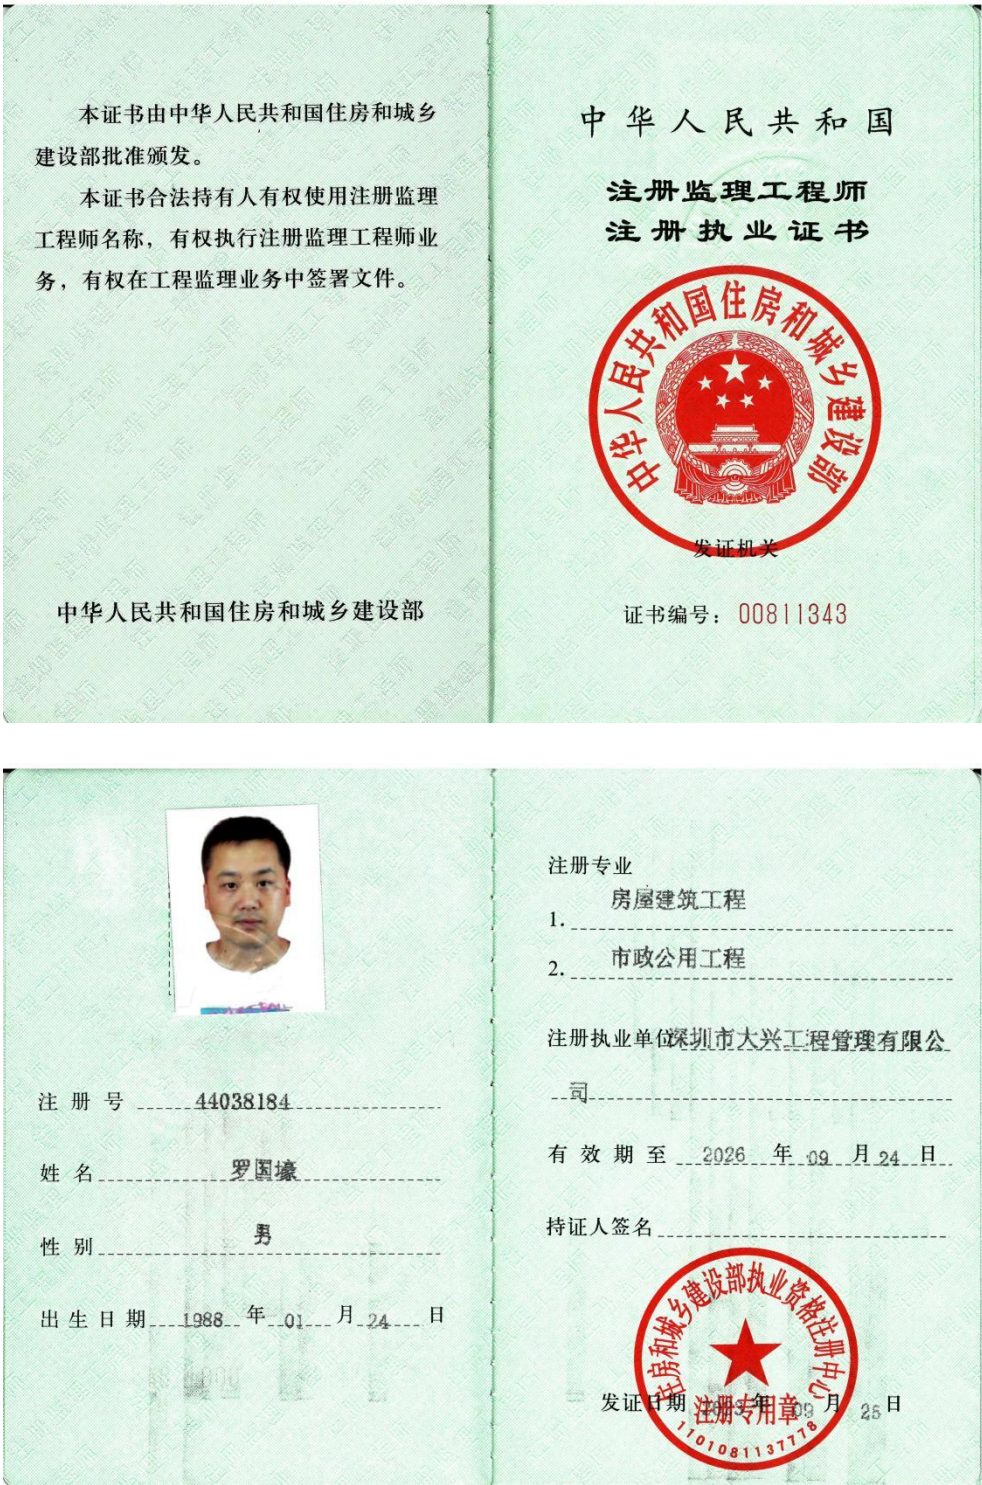 本证书由中华人民共和国住房和城乡
建设部批准颁发。
本证书合法持有人有权使用注册监理
工程师名称，有权执行注册监理工程师业
务，有权在工程监理业务中签署文件。
中华人民共和国住房和城乡建设部
中华人民共和国
注册监理工程师
注册执业证书
中华人民共和国住房和城乡建设部
发证机关
证书编号：00811343
注册号 44038184
姓名 罗国壕
性别 男
出生日期 1988 年 01 月 24 日
注册专业
1. 房屋建筑工程
2. 市政公用工程
注册执业单位 深圳市大兴工程管理有限公
司
有效期至 2026 年 09 月 24 日
持证人签名
住房和城乡建设部执业资格注册中心
注册专用章
1101081137778
发证日期 2023 年 09 月 25 日